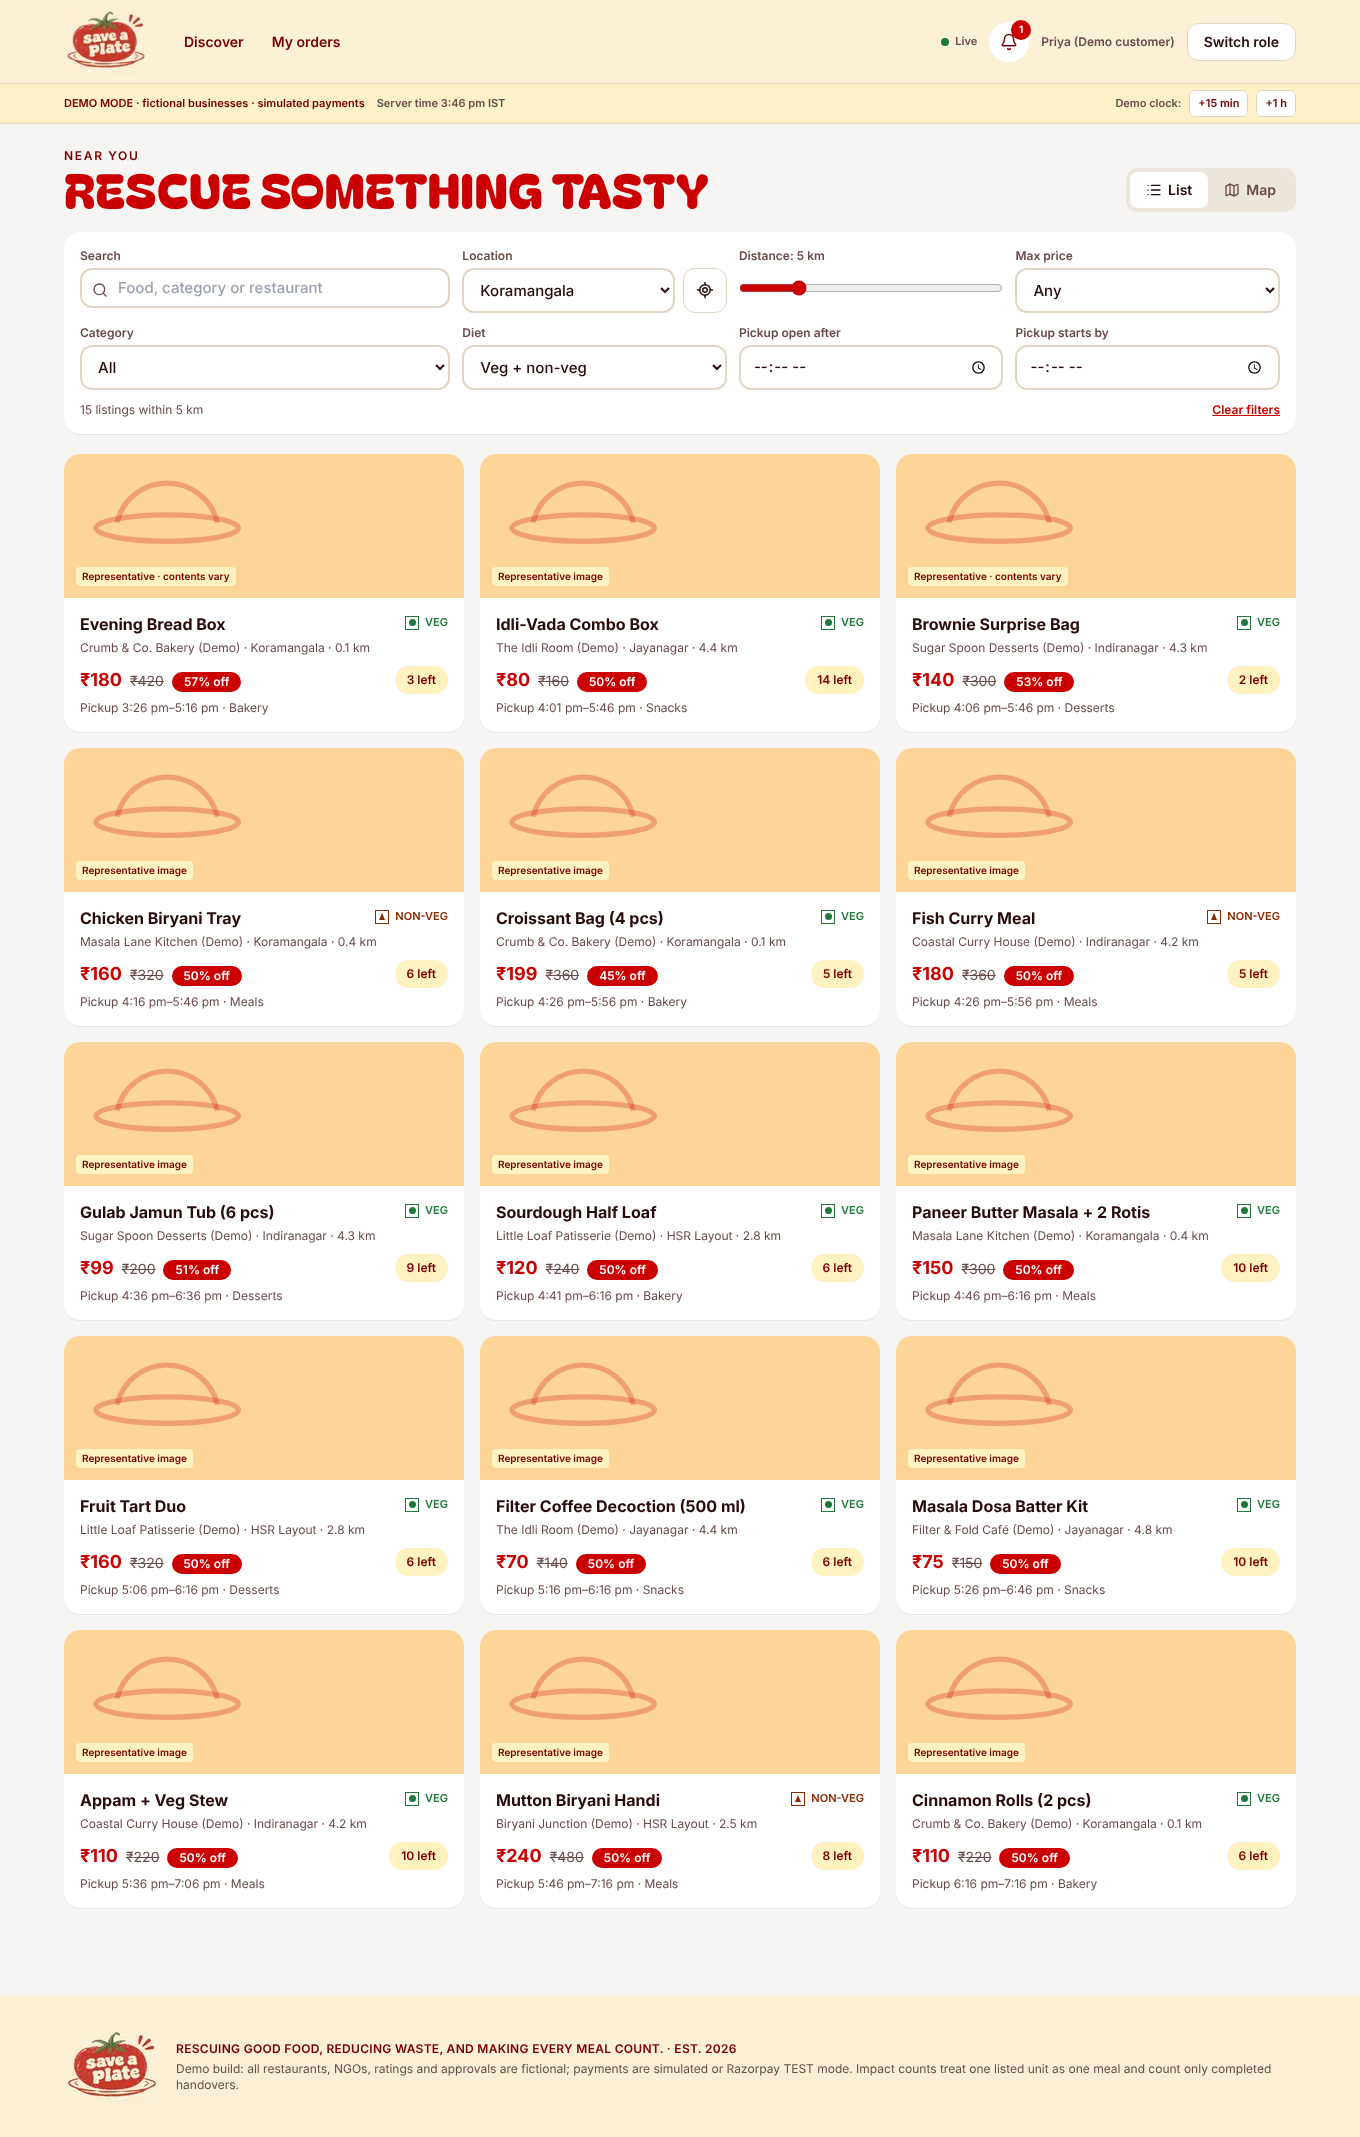 save a plate
Discover
My orders
Live
1
Priya (Demo customer)
Switch role
DEMO MODE · fictional businesses · simulated payments
Server time 3:46 pm IST
Demo clock:
+15 min
+1 h
NEAR YOU
RESCUE SOMETHING TASTY
List
Map
Search
Location
Distance: 5 km
Max price
Food, category or restaurant
Koramangala
Any
Category
Diet
Pickup open after
Pickup starts by
All
Veg + non-veg
--:-- --
--:-- --
15 listings within 5 km
Clear filters
Representative · contents vary
Evening Bread Box
VEG
Crumb & Co. Bakery (Demo) · Koramangala · 0.1 km
₹180 ₹420 57% off
3 left
Pickup 3:26 pm–5:16 pm · Bakery
Representative image
Idli-Vada Combo Box
VEG
The Idli Room (Demo) · Jayanagar · 4.4 km
₹80 ₹160 50% off
14 left
Pickup 4:01 pm–5:46 pm · Snacks
Representative · contents vary
Brownie Surprise Bag
VEG
Sugar Spoon Desserts (Demo) · Indiranagar · 4.3 km
₹140 ₹300 53% off
2 left
Pickup 4:06 pm–5:46 pm · Desserts
Representative image
Chicken Biryani Tray
NON-VEG
Masala Lane Kitchen (Demo) · Koramangala · 0.4 km
₹160 ₹320 50% off
6 left
Pickup 4:16 pm–5:46 pm · Meals
Representative image
Croissant Bag (4 pcs)
VEG
Crumb & Co. Bakery (Demo) · Koramangala · 0.1 km
₹199 ₹360 45% off
5 left
Pickup 4:26 pm–5:56 pm · Bakery
Representative image
Fish Curry Meal
NON-VEG
Coastal Curry House (Demo) · Indiranagar · 4.2 km
₹180 ₹360 50% off
5 left
Pickup 4:26 pm–5:56 pm · Meals
Representative image
Gulab Jamun Tub (6 pcs)
VEG
Sugar Spoon Desserts (Demo) · Indiranagar · 4.3 km
₹99 ₹200 51% off
9 left
Pickup 4:36 pm–6:36 pm · Desserts
Representative image
Sourdough Half Loaf
VEG
Little Loaf Patisserie (Demo) · HSR Layout · 2.8 km
₹120 ₹240 50% off
6 left
Pickup 4:41 pm–6:16 pm · Bakery
Representative image
Paneer Butter Masala + 2 Rotis
VEG
Masala Lane Kitchen (Demo) · Koramangala · 0.4 km
₹150 ₹300 50% off
10 left
Pickup 4:46 pm–6:16 pm · Meals
Representative image
Fruit Tart Duo
VEG
Little Loaf Patisserie (Demo) · HSR Layout · 2.8 km
₹160 ₹320 50% off
6 left
Pickup 5:06 pm–6:16 pm · Desserts
Representative image
Filter Coffee Decoction (500 ml)
VEG
The Idli Room (Demo) · Jayanagar · 4.4 km
₹70 ₹140 50% off
6 left
Pickup 5:16 pm–6:16 pm · Snacks
Representative image
Masala Dosa Batter Kit
VEG
Filter & Fold Café (Demo) · Jayanagar · 4.8 km
₹75 ₹150 50% off
10 left
Pickup 5:26 pm–6:46 pm · Snacks
Representative image
Appam + Veg Stew
VEG
Coastal Curry House (Demo) · Indiranagar · 4.2 km
₹110 ₹220 50% off
10 left
Pickup 5:36 pm–7:06 pm · Meals
Representative image
Mutton Biryani Handi
NON-VEG
Biryani Junction (Demo) · HSR Layout · 2.5 km
₹240 ₹480 50% off
8 left
Pickup 5:46 pm–7:16 pm · Meals
Representative image
Cinnamon Rolls (2 pcs)
VEG
Crumb & Co. Bakery (Demo) · Koramangala · 0.1 km
₹110 ₹220 50% off
6 left
Pickup 6:16 pm–7:16 pm · Bakery
save a plate
RESCUING GOOD FOOD, REDUCING WASTE, AND MAKING EVERY MEAL COUNT. · EST. 2026
Demo build: all restaurants, NGOs, ratings and approvals are fictional; payments are simulated or Razorpay TEST mode. Impact counts treat one listed unit as one meal and count only completed
handovers.